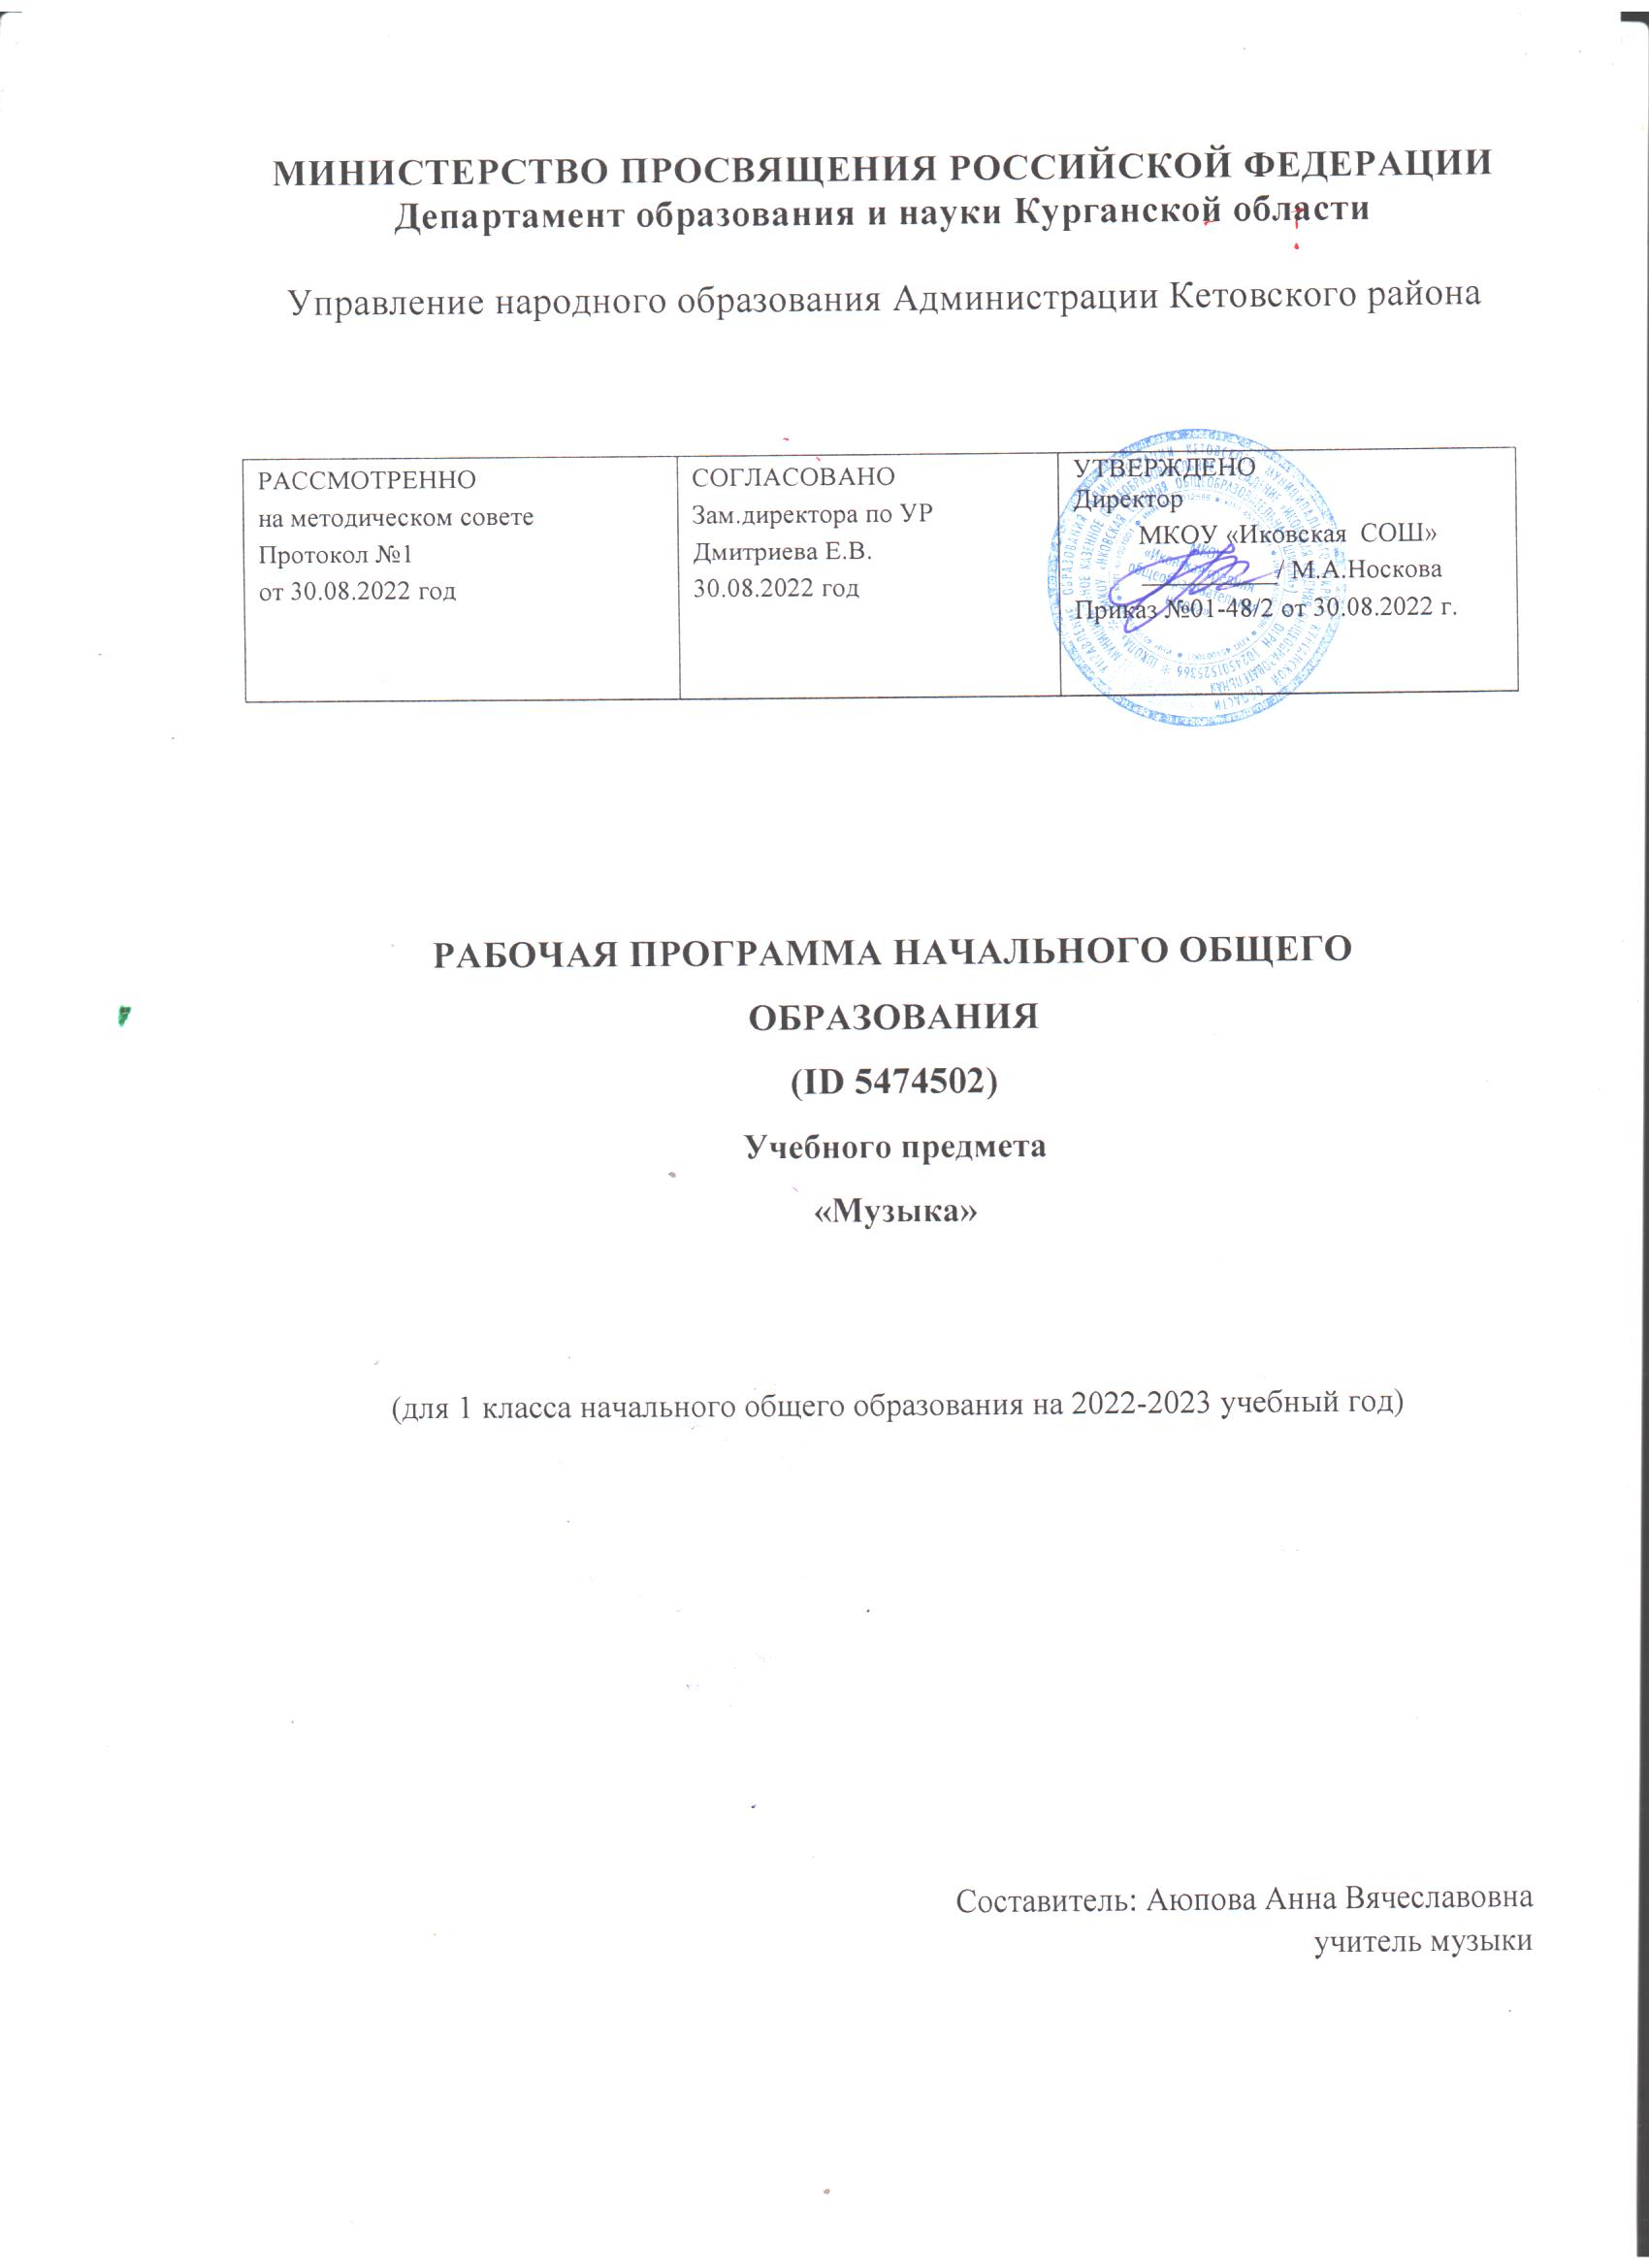 МИНИСТЕРСТВО ПРОСВЯЩЕНИЯ РОССИЙСКОЙ ФЕДЕРАЦИИ
Департамент образования и науки Курганской области
Управление народного образования Администрации Кетовского района
РАССМОТРЕННО
на методическом совете
Протокол №1
от 30.08.2022 год
СОГЛАСОВАНО
Зам.директора по УР
Дмитриева Е.В.
30.08.2022 год
УТВЕРЖДЕНО
Директор
МКОУ «Иковская СОШ»
/ М.А.Носкова
Приказ №01-48/2 от 30.08.2022 г.
РАБОЧАЯ ПРОГРАММА НАЧАЛЬНОГО ОБЩЕГО
ОБРАЗОВАНИЯ
(ID 5474502)
Учебного предмета
«Музыка»
(для 1 класса начального общего образования на 2022-2023 учебный год)
Составитель: Аюпова Анна Вячеславовна
учитель музыки